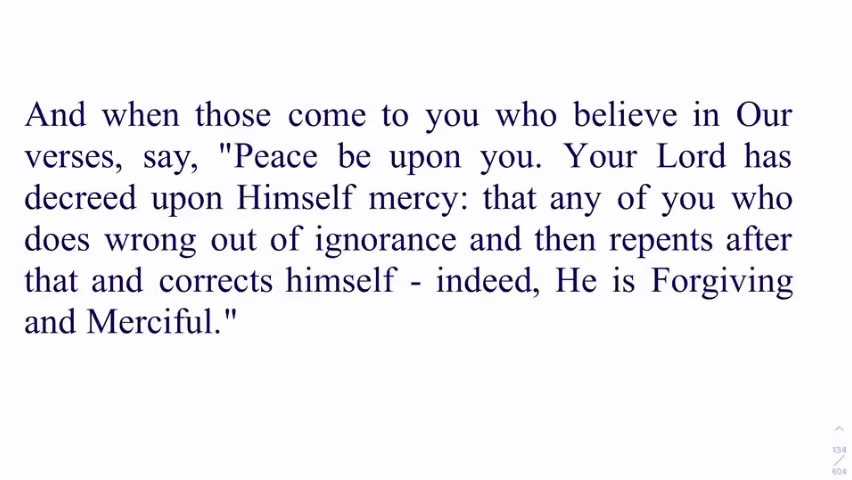 And when those come to you who believe in Our
verses, say, "Peace be upon you. Your Lord has
decreed upon Himself mercy: that any of you who
does wrong out of ignorance and then repents after
that and corrects himself - indeed, He is Forgiving
and Merciful."
134
/
604